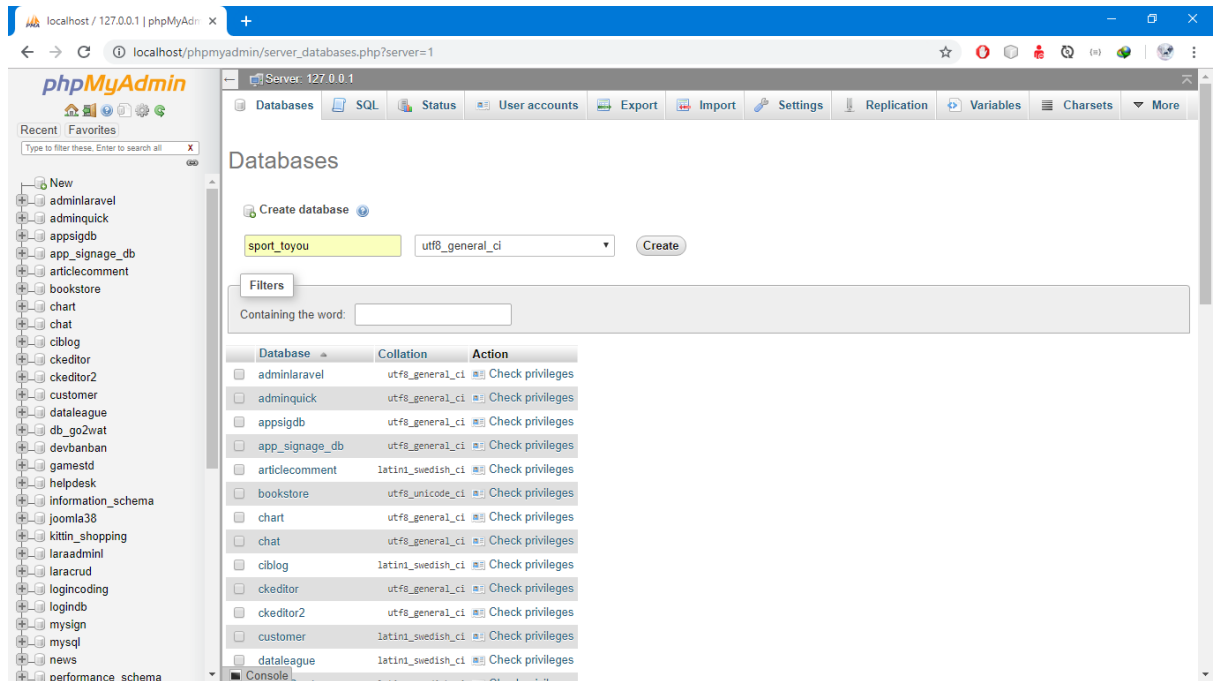 localhost / 127.0.0.1 | phpMyAdm
localhost/phpmyadmin/server_databases.php?server=1
phpMyAdmin
Recent Favorites
Type to filter these, Enter to search all X
New
adminlaravel
adminquick
appsigdb
app_signage_db
articlecomment
bookstore
chart
chat
ciblog
ckeditor
ckeditor2
customer
dataleague
db_go2wat
devbanban
gamestd
helpdesk
information_schema
joomla38
kittin_shopping
laraadminl
laracrud
logincoding
logindb
mysign
mysql
news
performance_schema
Server: 127.0.0.1
Databases SQL Status User accounts Export Import Settings Replication Variables Charsets More
Databases
Create database
sport_toyou utf8_general_ci Create
Filters
Containing the word:
Database Collation Action
adminlaravel utf8_general_ci Check privileges
adminquick utf8_general_ci Check privileges
appsigdb utf8_general_ci Check privileges
app_signage_db utf8_general_ci Check privileges
articlecomment latin1_swedish_ci Check privileges
bookstore utf8_unicode_ci Check privileges
chart utf8_general_ci Check privileges
chat utf8_general_ci Check privileges
ciblog latin1_swedish_ci Check privileges
ckeditor utf8_general_ci Check privileges
ckeditor2 utf8_general_ci Check privileges
customer latin1_swedish_ci Check privileges
dataleague latin1_swedish_ci Check privileges
Console